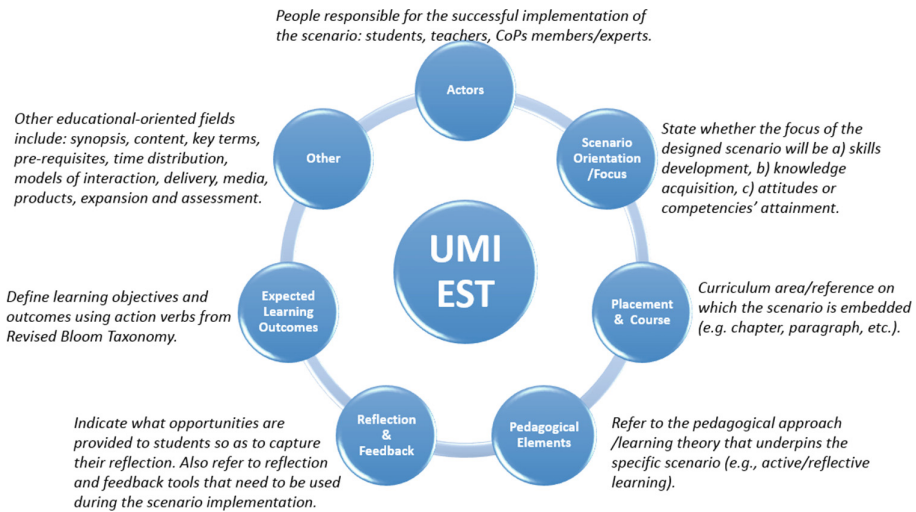 People responsible for the successful implementation of
the scenario: students, teachers, CoPs members/experts.
Actors
Scenario
Orientation
/Focus
State whether the focus of the
designed scenario will be a) skills
development, b) knowledge
acquisition, c) attitudes or
competencies’ attainment.
Placement
& Course
Curriculum area/reference on
which the scenario is embedded
(e.g. chapter, paragraph, etc.).
Pedagogical
Elements
Refer to the pedagogical approach
/learning theory that underpins the
specific scenario (e.g., active/reflective
learning).
Reflection
&
Feedback
Indicate what opportunities are
provided to students so as to capture
their reflection. Also refer to reflection
and feedback tools that need to be used
during the scenario implementation.
Expected
Learning
Outcomes
Define learning objectives and
outcomes using action verbs from
Revised Bloom Taxonomy.
Other
Other educational-oriented fields
include: synopsis, content, key terms,
pre-requisites, time distribution,
models of interaction, delivery, media,
products, expansion and assessment.
UMI
EST